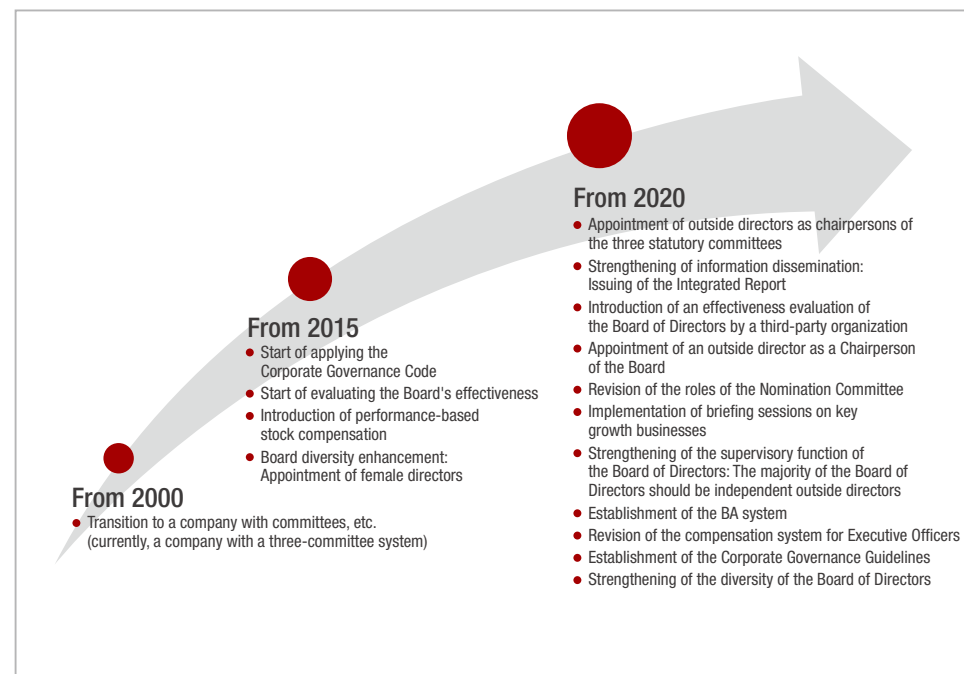 From 2000
• Transition to a company with committees, etc.
(currently, a company with a three-committee system)
From 2015
• Start of applying the
Corporate Governance Code
• Start of evaluating the Board's effectiveness
• Introduction of performance-based
stock compensation
• Board diversity enhancement:
Appointment of female directors
From 2020
• Appointment of outside directors as chairpersons of
the three statutory committees
• Strengthening of information dissemination:
Issuing of the Integrated Report
• Introduction of an effectiveness evaluation of
the Board of Directors by a third-party organization
• Appointment of an outside director as a Chairperson
of the Board
• Revision of the roles of the Nomination Committee
• Implementation of briefing sessions on key
growth businesses
• Strengthening of the supervisory function of
the Board of Directors: The majority of the Board of
Directors should be independent outside directors
• Establishment of the BA system
• Revision of the compensation system for Executive Officers
• Establishment of the Corporate Governance Guidelines
• Strengthening of the diversity of the Board of Directors